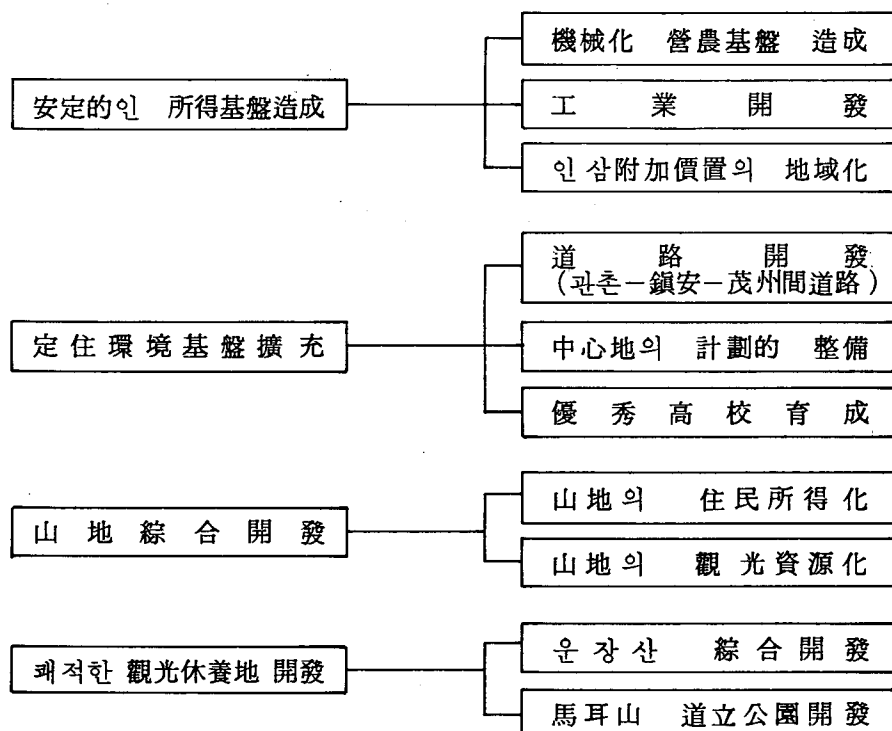 安定的인 所得基盤造成
機械化 營農基盤 造成
工業開發
인삼附加價置의 地域化
定住環境基盤擴充
道路開發
(관촌-鎭安-茂州間道路)
中心地의 計劃的 整備
優秀高校育成
山地綜合開發
山地의 住民所得化
山地의 觀光資源化
쾌적한 觀光休養地 開發
운장산 綜合開發
馬耳山 道立公園開發